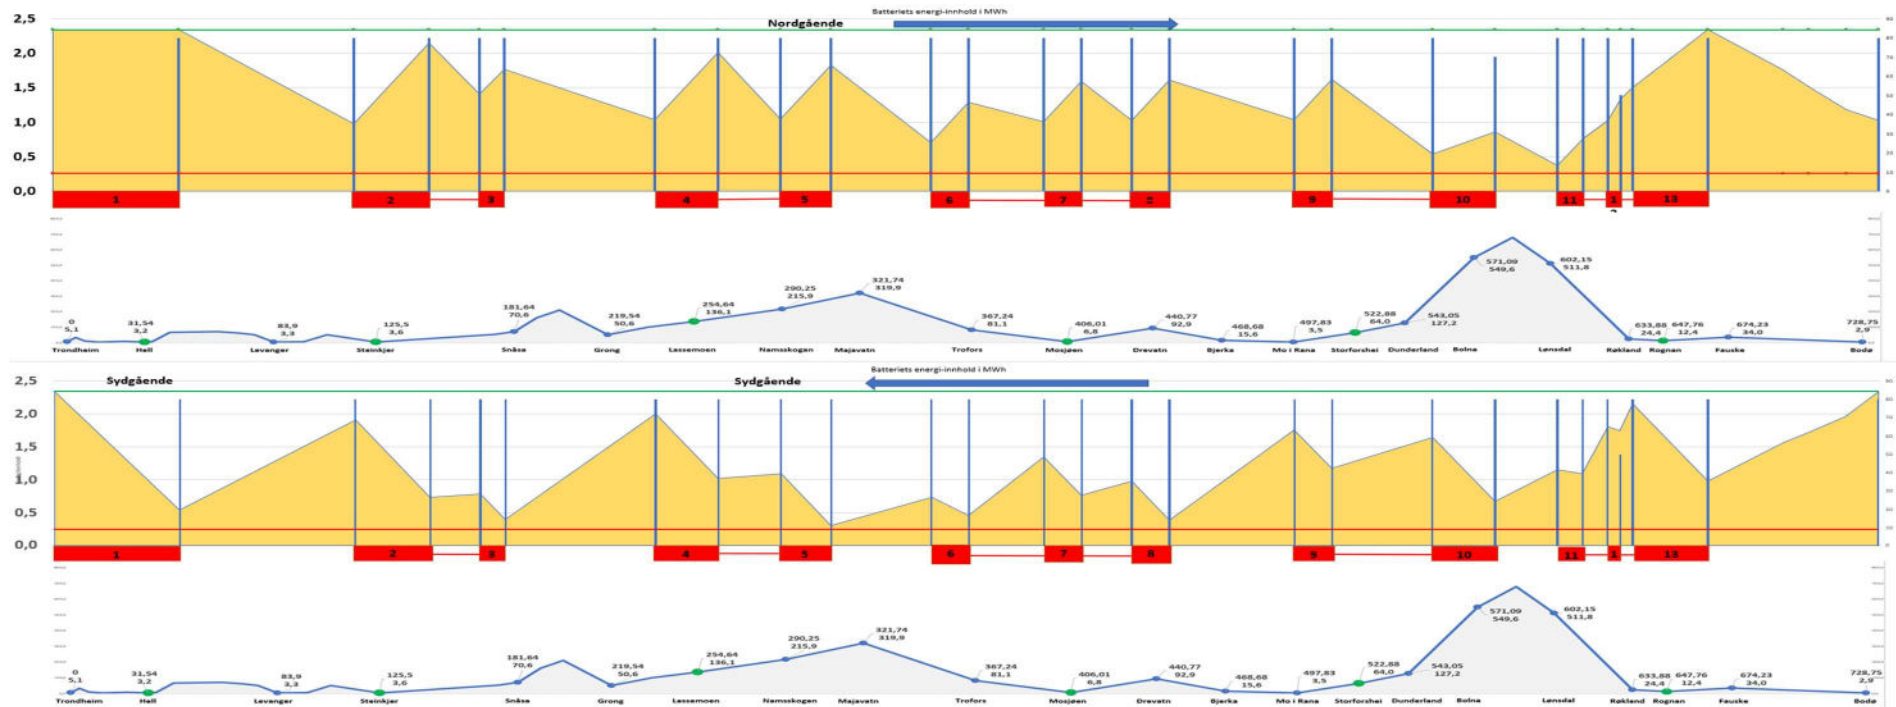 Batteriets energi-innhold i MWh
Nordgående
2,5
2,0
1,5
1,0
0,5
0,0
1 2 3 4 5 6 7 9 10 11 1 13
0
5,1
Trondheim
31,54
3,2
Hell
83,9
3,3
Levanger
125,5
3,6
Steinkjer
181,64
70,6
Snåsa
219,54
50,6
Grong
254,64
136,1
Lassemoen
290,25
215,9
Namsskogan
321,74
319,9
Majavatn
367,24
81,1
Trofors
406,01
6,8
Mosjøen
440,77
92,9
Drevatn
468,68
15,6
Bjerka
497,83
3,5
Mo i Rana
522,88
64,0
Storforshei
543,05
127,2
Dunderland
571,09
549,6
Bolna
602,15
511,8
Lønsdal
633,88
24,4
Røkland
647,76
12,4
Rognan
674,23
34,0
Fauske
728,75
2,9
Bodø
Batteriets energi-innhold i MWh
Sydgående
Sydgående
2,5
2,0
1,5
1,0
0,5
0,0
1 2 3 4 5 6 7 8 9 10 11 1 13
0
5,1
Trondheim
31,54
3,2
Hell
83,9
3,3
Levanger
125,5
3,6
Steinkjer
181,64
70,6
Snåsa
219,54
50,6
Grong
254,64
136,1
Lassemoen
290,25
215,9
Namsskogan
321,74
319,9
Majavatn
367,24
81,1
Trofors
406,01
6,8
Mosjøen
440,77
92,9
Drevatn
468,68
15,6
Bjerka
497,83
3,5
Mo i Rana
522,88
64,0
Storforshei
543,05
127,2
Dunderland
571,09
549,6
Bolna
602,15
511,8
Lønsdal
633,88
24,4
Røkland
647,76
12,4
Rognan
674,23
34,0
Fauske
728,75
2,9
Bodø